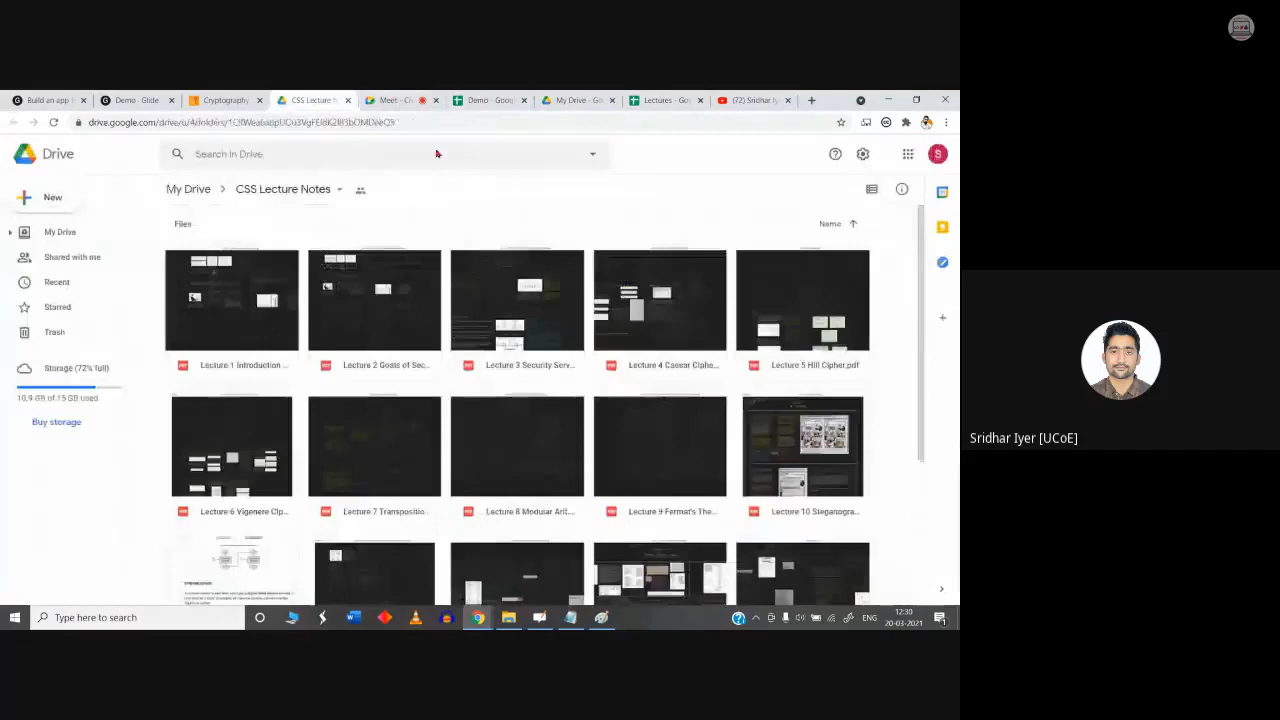 Build an app
Demo - Glide
Cryptography
CSS Lecture N
Meet - C
Demo - Goog
My Drive - Go
Lectures - Go
(72) Sridhar Iy
Drive
Search in Drive
S
New
My Drive
CSS Lecture Notes
Files
Name
My Drive
Shared with me
Recent
Starred
Trash
Storage (72% full)
10.9 GB of 15 GB used
Buy storage
Lecture 1 Introduction ...
Lecture 2 Goals of Sec...
Lecture 3 Security Serv...
Lecture 4 Caesar Ciphe...
Lecture 5 Hill Cipher.pdf
Lecture 6 Vigenere Cip...
Lecture 7 Transpositio...
Lecture 8 Modular Arit...
Lecture 9 Fermat's The...
Lecture 10 Steganogra...
Type here to search
ENG
12:30
20-03-2021
Sridhar Iyer [UCoE]